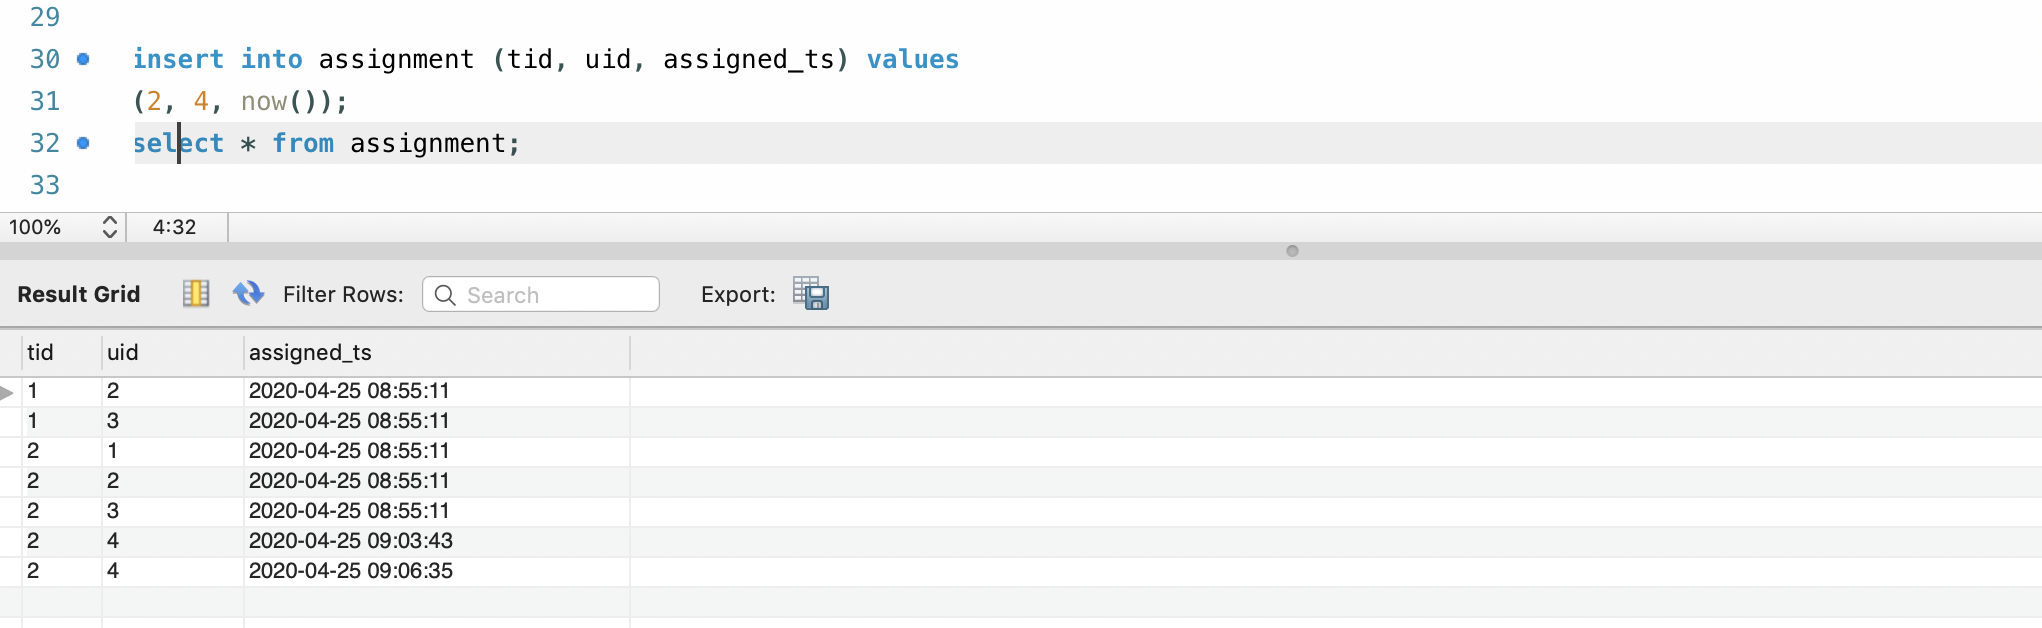 29
30 insert into assignment (tid, uid, assigned_ts) values
31 (2, 4, now());
32 select * from assignment;
33
100% 4:32
Result Grid Filter Rows: Search Export:
tid uid assigned_ts
1 2 2020-04-25 08:55:11
1 3 2020-04-25 08:55:11
2 1 2020-04-25 08:55:11
2 2 2020-04-25 08:55:11
2 3 2020-04-25 08:55:11
2 4 2020-04-25 09:03:43
2 4 2020-04-25 09:06:35